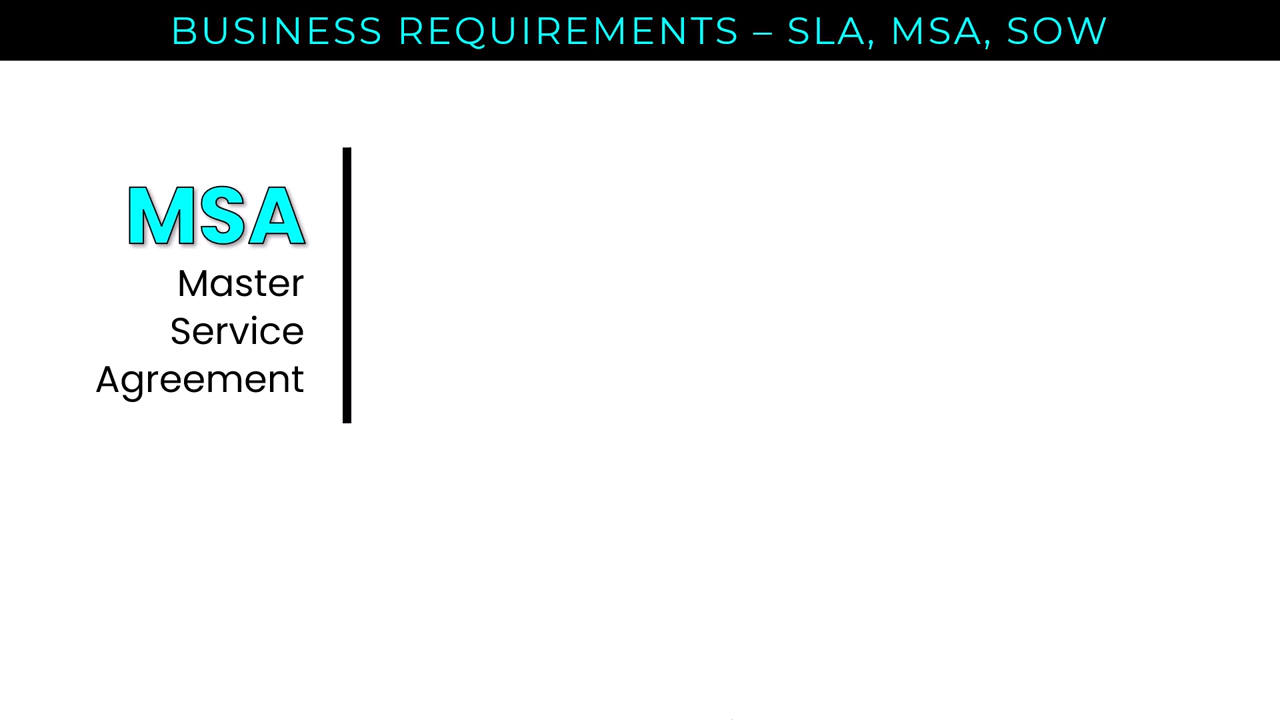 BUSINESS REQUIREMENTS – SLA, MSA, SOW
MSA
Master
Service
Agreement